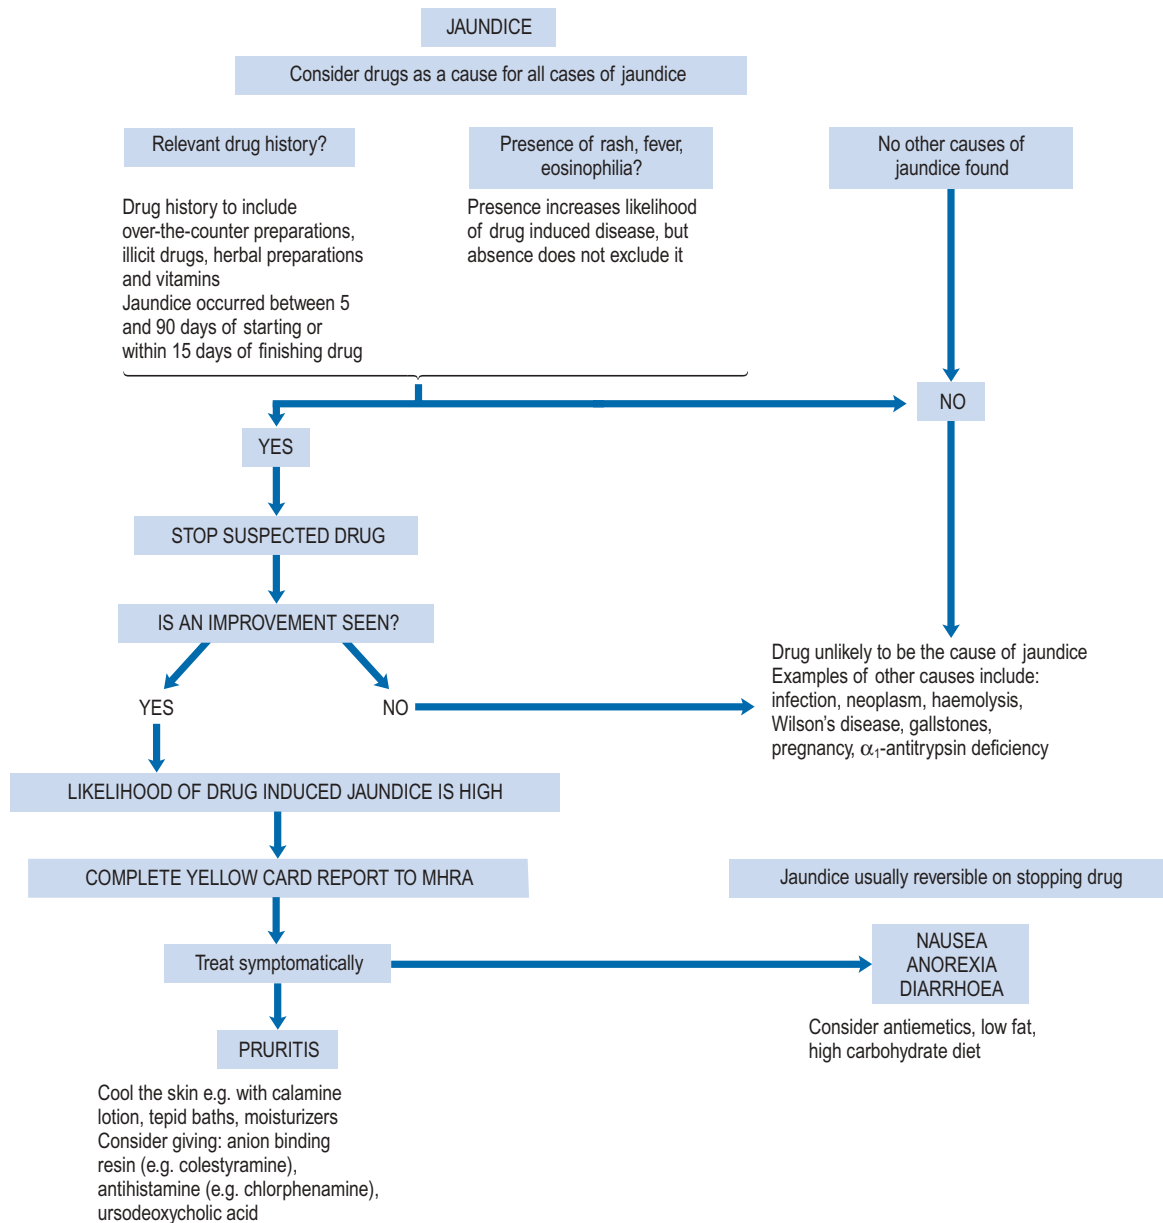 JAUNDICE
Consider drugs as a cause for all cases of jaundice
Relevant drug history?
Drug history to include
over-the-counter preparations,
illicit drugs, herbal preparations
and vitamins
Jaundice occurred between 5
and 90 days of starting or
within 15 days of finishing drug
Presence of rash, fever,
eosinophilia?
Presence increases likelihood
of drug induced disease, but
absence does not exclude it
No other causes of
jaundice found
NO
YES
STOP SUSPECTED DRUG
IS AN IMPROVEMENT SEEN?
YES
NO
Drug unlikely to be the cause of jaundice
Examples of other causes include:
infection, neoplasm, haemolysis,
Wilson's disease, gallstones,
pregnancy, α₁-antitrypsin deficiency
LIKELIHOOD OF DRUG INDUCED JAUNDICE IS HIGH
COMPLETE YELLOW CARD REPORT TO MHRA
Jaundice usually reversible on stopping drug
Treat symptomatically
NAUSEA
ANOREXIA
DIARRHOEA
Consider antiemetics, low fat,
high carbohydrate diet
PRURITIS
Cool the skin e.g. with calamine
lotion, tepid baths, moisturizers
Consider giving: anion binding
resin (e.g. colestyramine),
antihistamine (e.g. chlorphenamine),
ursodeoxycholic acid